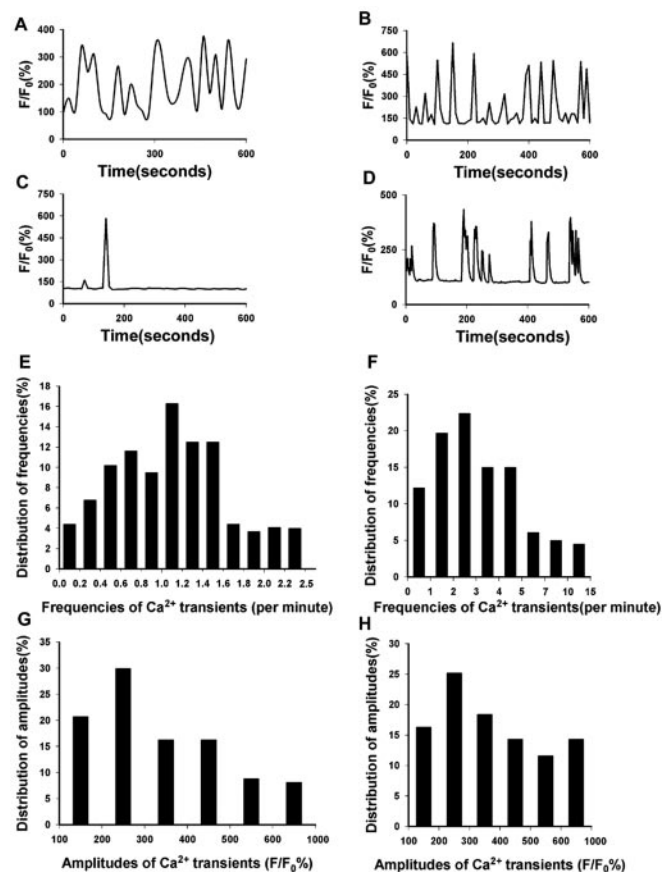 A
F/F0(%)
400
300
200
100
0
0 300 600
Time(seconds)
B
F/F0(%)
750
600
450
300
150
0 200 400 600
Time(seconds)
C
F/F0(%)
750
600
450
300
150
0
0 200 400 600
Time(seconds)
D
F/F0(%)
500
250
0
0 200 400 600
Time(seconds)
E
Distribution of frequencies(%)
18
16
14
12
10
8
6
4
2
0
0.0 0.2 0.4 0.6 0.8 1.0 1.2 1.4 1.6 1.8 2.0 2.2 2.5
Frequencies of Ca2+ transients (per minute)
F
Distribution of frequencies(%)
25
20
15
10
5
0
0 1 2 3 4 5 7 10 15
Frequencies of Ca2+ transients(per minute)
G
Distribution of amplitudes(%)
35
30
25
20
15
10
5
0
100 200 300 400 500 600 1000
Amplitudes of Ca2+ transients (F/F0%)
H
Distribution of amplitudes(%)
30
25
20
15
10
5
0
100 200 300 400 500 600 1000
Amplitudes of Ca2+ transients (F/F0%)